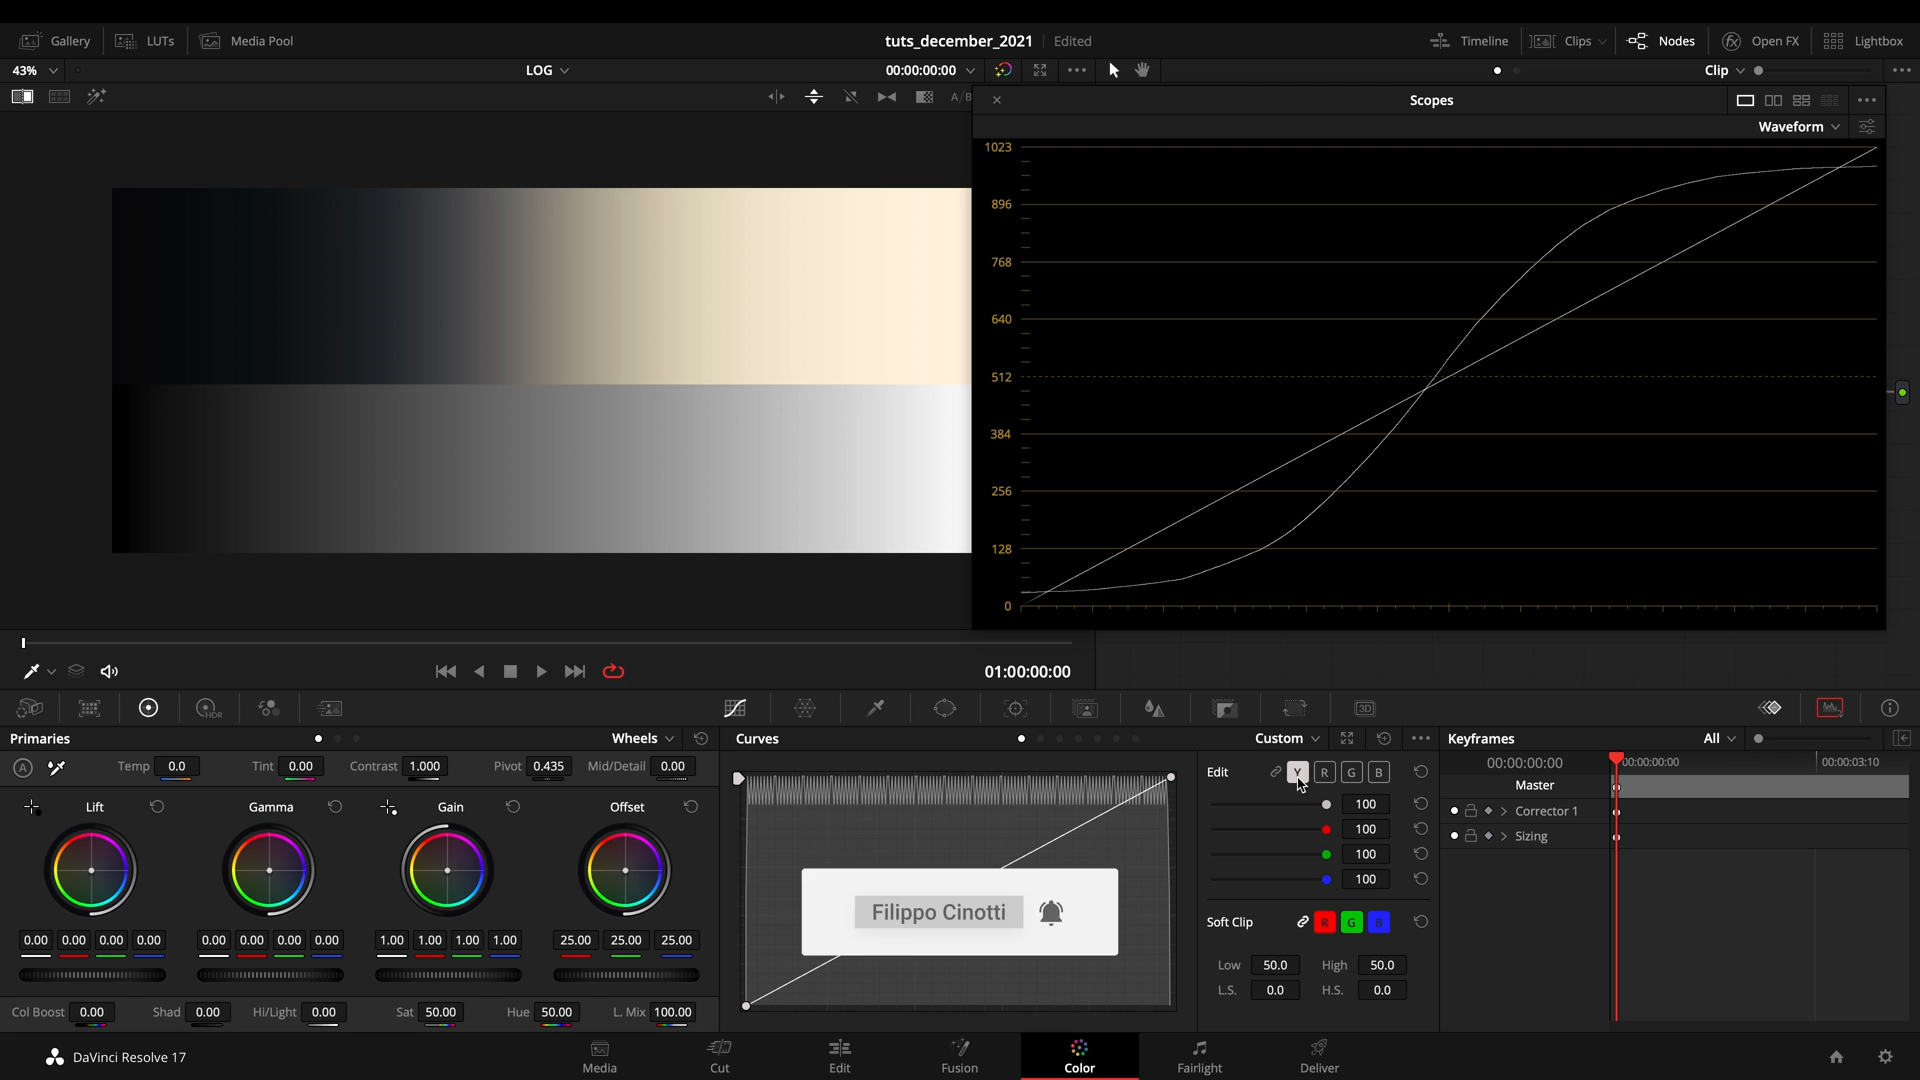 Gallery LUTs Media Pool tuts_december_2021 Edited Timeline Clips Nodes Open FX Lightbox
43% LOG 00:00:00:00 Clip
A/B Scopes
Waveform
1023
896
768
640
512
384
256
128
0
01:00:00:00
HDR 3D
Primaries Wheels Curves Custom Keyframes All
A Temp 0.0 Tint 0.00 Contrast 1.000 Pivot 0.435 Mid/Detail 0.00 Edit Y R G B 00:00:00:00 00:00:00:00 00:00:03:10
Master
Lift Gamma Gain Offset 100 Corrector 1
100 Sizing
100
100
Filippo Cinotti Soft Clip R G B
0.00 0.00 0.00 0.00 0.00 0.00 0.00 0.00 1.00 1.00 1.00 1.00 25.00 25.00 25.00
Low 50.0 High 50.0
L.S. 0.0 H.S. 0.0
Col Boost 0.00 Shad 0.00 Hi/Light 0.00 Sat 50.00 Hue 50.00 L. Mix 100.00
DaVinci Resolve 17 Media Cut Edit Fusion Color Fairlight Deliver